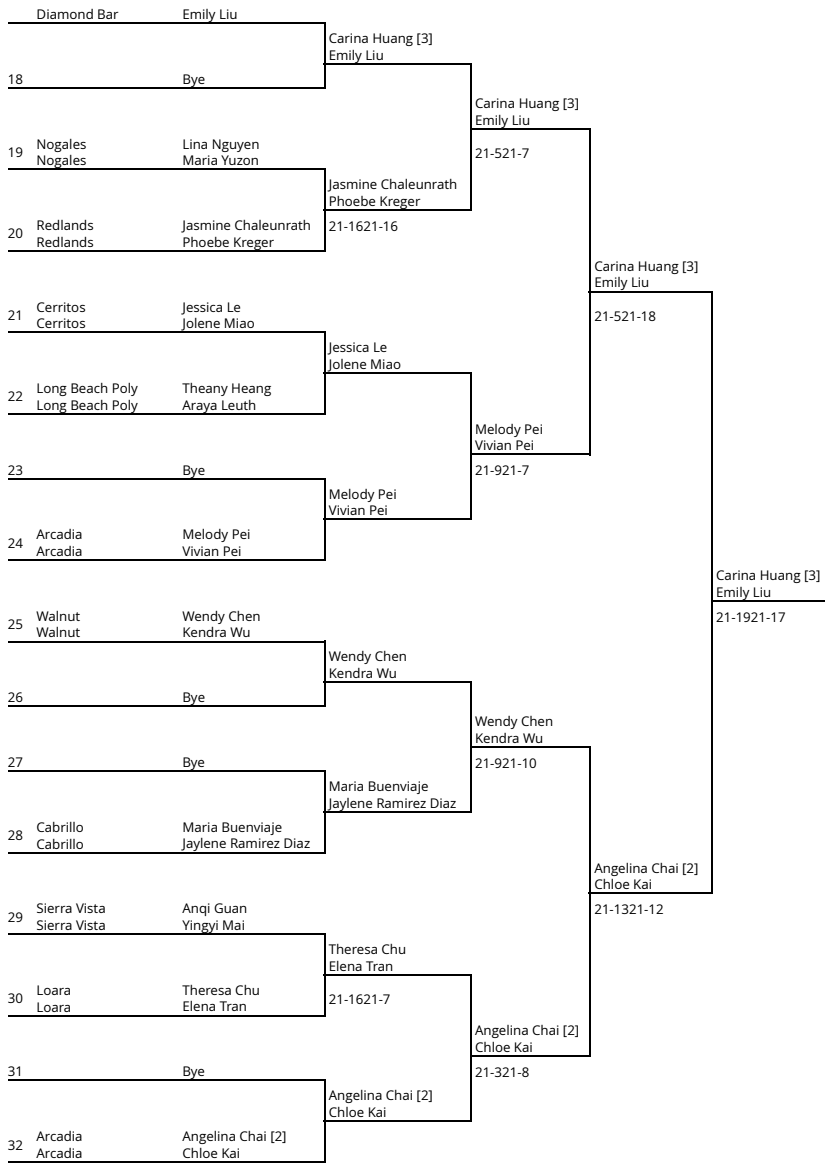 Diamond Bar Emily Liu
Carina Huang [3]
Emily Liu
18 Bye
Carina Huang [3]
Emily Liu
21-521-7
19 Nogales Lina Nguyen
Nogales Maria Yuzon
Jasmine Chaleunrath
Phoebe Kreger
21-1621-16
20 Redlands Jasmine Chaleunrath
Redlands Phoebe Kreger
Carina Huang [3]
Emily Liu
21-521-18
21 Cerritos Jessica Le
Cerritos Jolene Miao
Jessica Le
Jolene Miao
22 Long Beach Poly Theany Heang
Long Beach Poly Araya Leuth
Melody Pei
Vivian Pei
21-921-7
23 Bye
Melody Pei
Vivian Pei
24 Arcadia Melody Pei
Arcadia Vivian Pei
Carina Huang [3]
Emily Liu
21-1921-17
25 Walnut Wendy Chen
Walnut Kendra Wu
Wendy Chen
Kendra Wu
26 Bye
Wendy Chen
Kendra Wu
21-921-10
27 Bye
Maria Buenviaje
Jaylene Ramirez Diaz
28 Cabrillo Maria Buenviaje
Cabrillo Jaylene Ramirez Diaz
Angelina Chai [2]
Chloe Kai
21-1321-12
29 Sierra Vista Anqi Guan
Sierra Vista Yingyi Mai
Theresa Chu
Elena Tran
21-1621-7
30 Loara Theresa Chu
Loara Elena Tran
Angelina Chai [2]
Chloe Kai
21-321-8
31 Bye
Angelina Chai [2]
Chloe Kai
32 Arcadia Angelina Chai [2]
Arcadia Chloe Kai